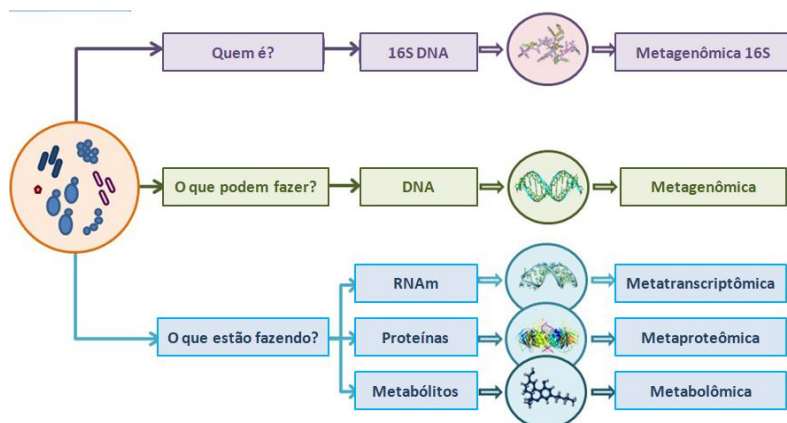 Quem é?
16S DNA
Metagenômica 16S
O que podem fazer?
DNA
Metagenômica
RNAm
Metatranscriptômica
O que estão fazendo?
Proteínas
Metaproteômica
Metabólitos
Metabolômica